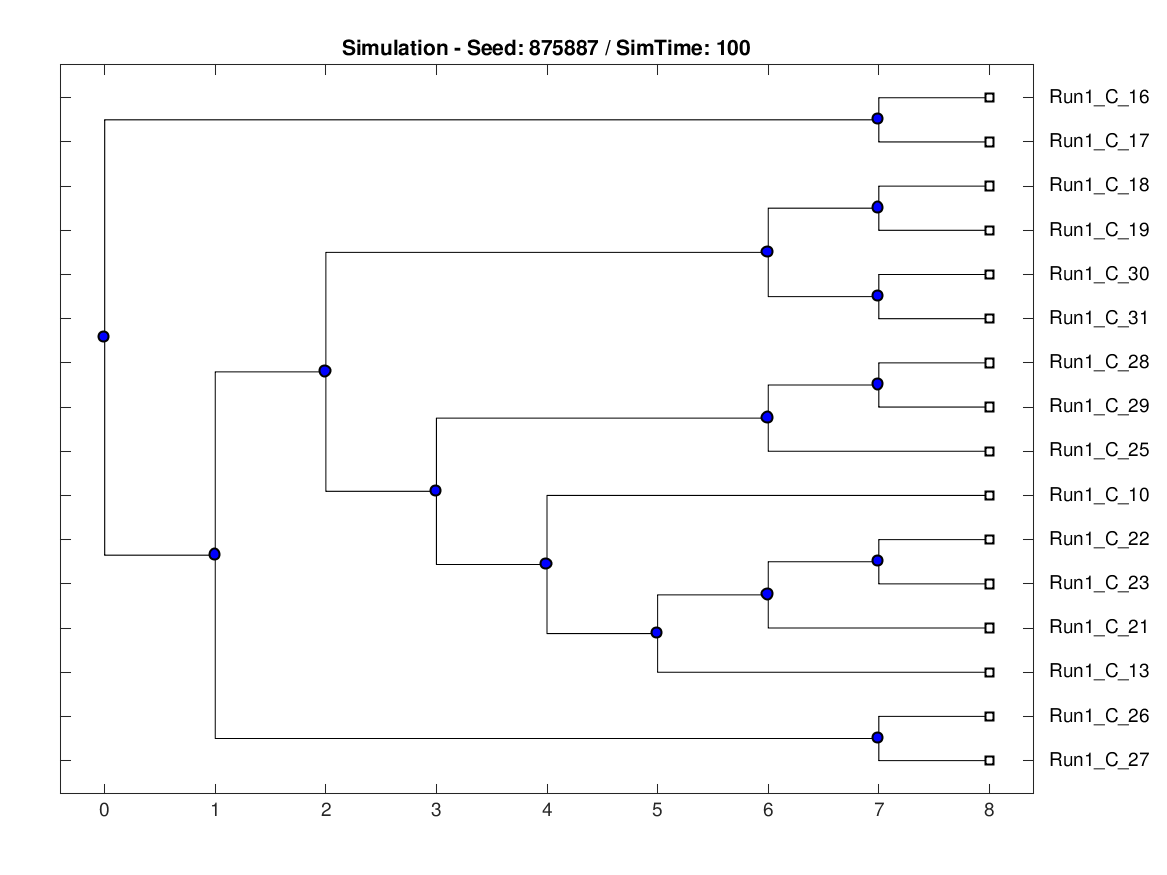 Simulation - Seed: 875887 / SimTime: 100
Run1_C_16
Run1_C_17
Run1_C_18
Run1_C_19
Run1_C_30
Run1_C_31
Run1_C_28
Run1_C_29
Run1_C_25
Run1_C_10
Run1_C_22
Run1_C_23
Run1_C_21
Run1_C_13
Run1_C_26
Run1_C_27
0 1 2 3 4 5 6 7 8